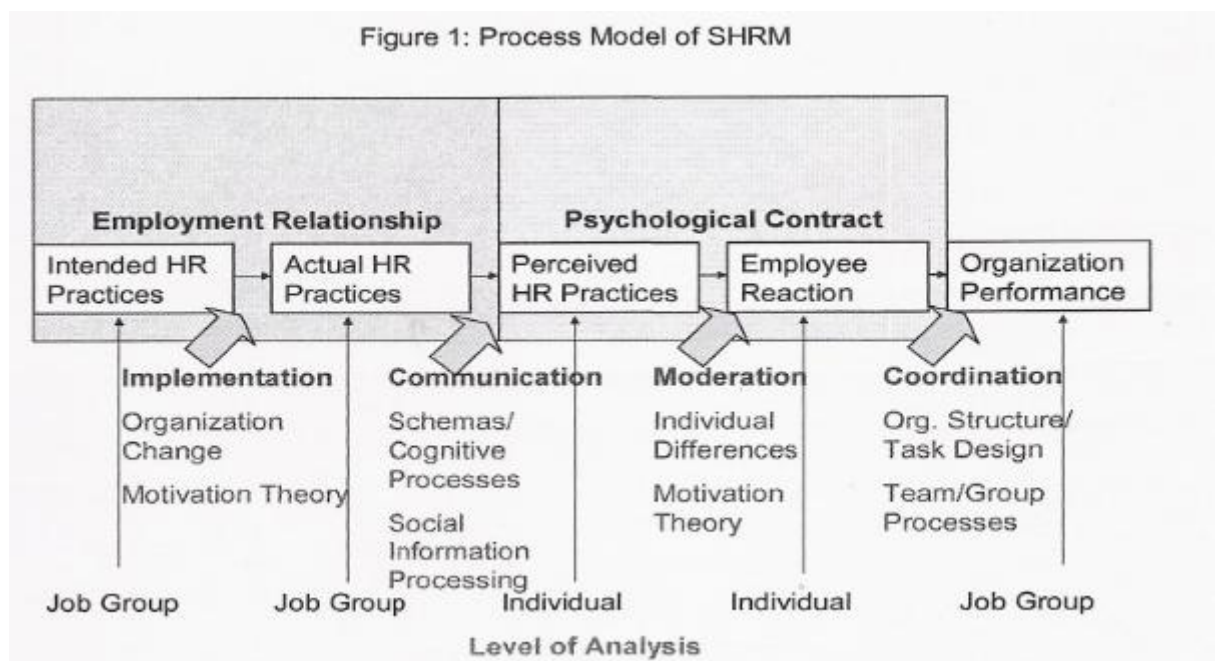 Figure 1: Process Model of SHRM
Employment Relationship
Psychological Contract
Intended HR
Practices
Actual HR
Practices
Perceived
HR Practices
Employee
Reaction
Organization
Performance
Implementation
Organization
Change
Motivation Theory
Communication
Schemas/
Cognitive
Processes
Social
Information
Processing
Moderation
Individual
Differences
Motivation
Theory
Coordination
Org. Structure/
Task Design
Team/Group
Processes
Job Group
Job Group
Individual
Individual
Job Group
Level of Analysis